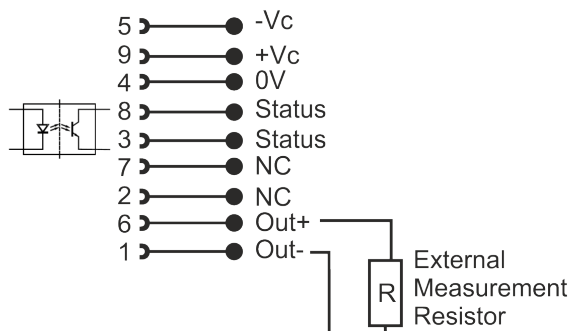 5 -Vc
9 +Vc
4 0V
8 Status
3 Status
7 NC
2 NC
6 Out+
1 Out-
R
External
Measurement
Resistor